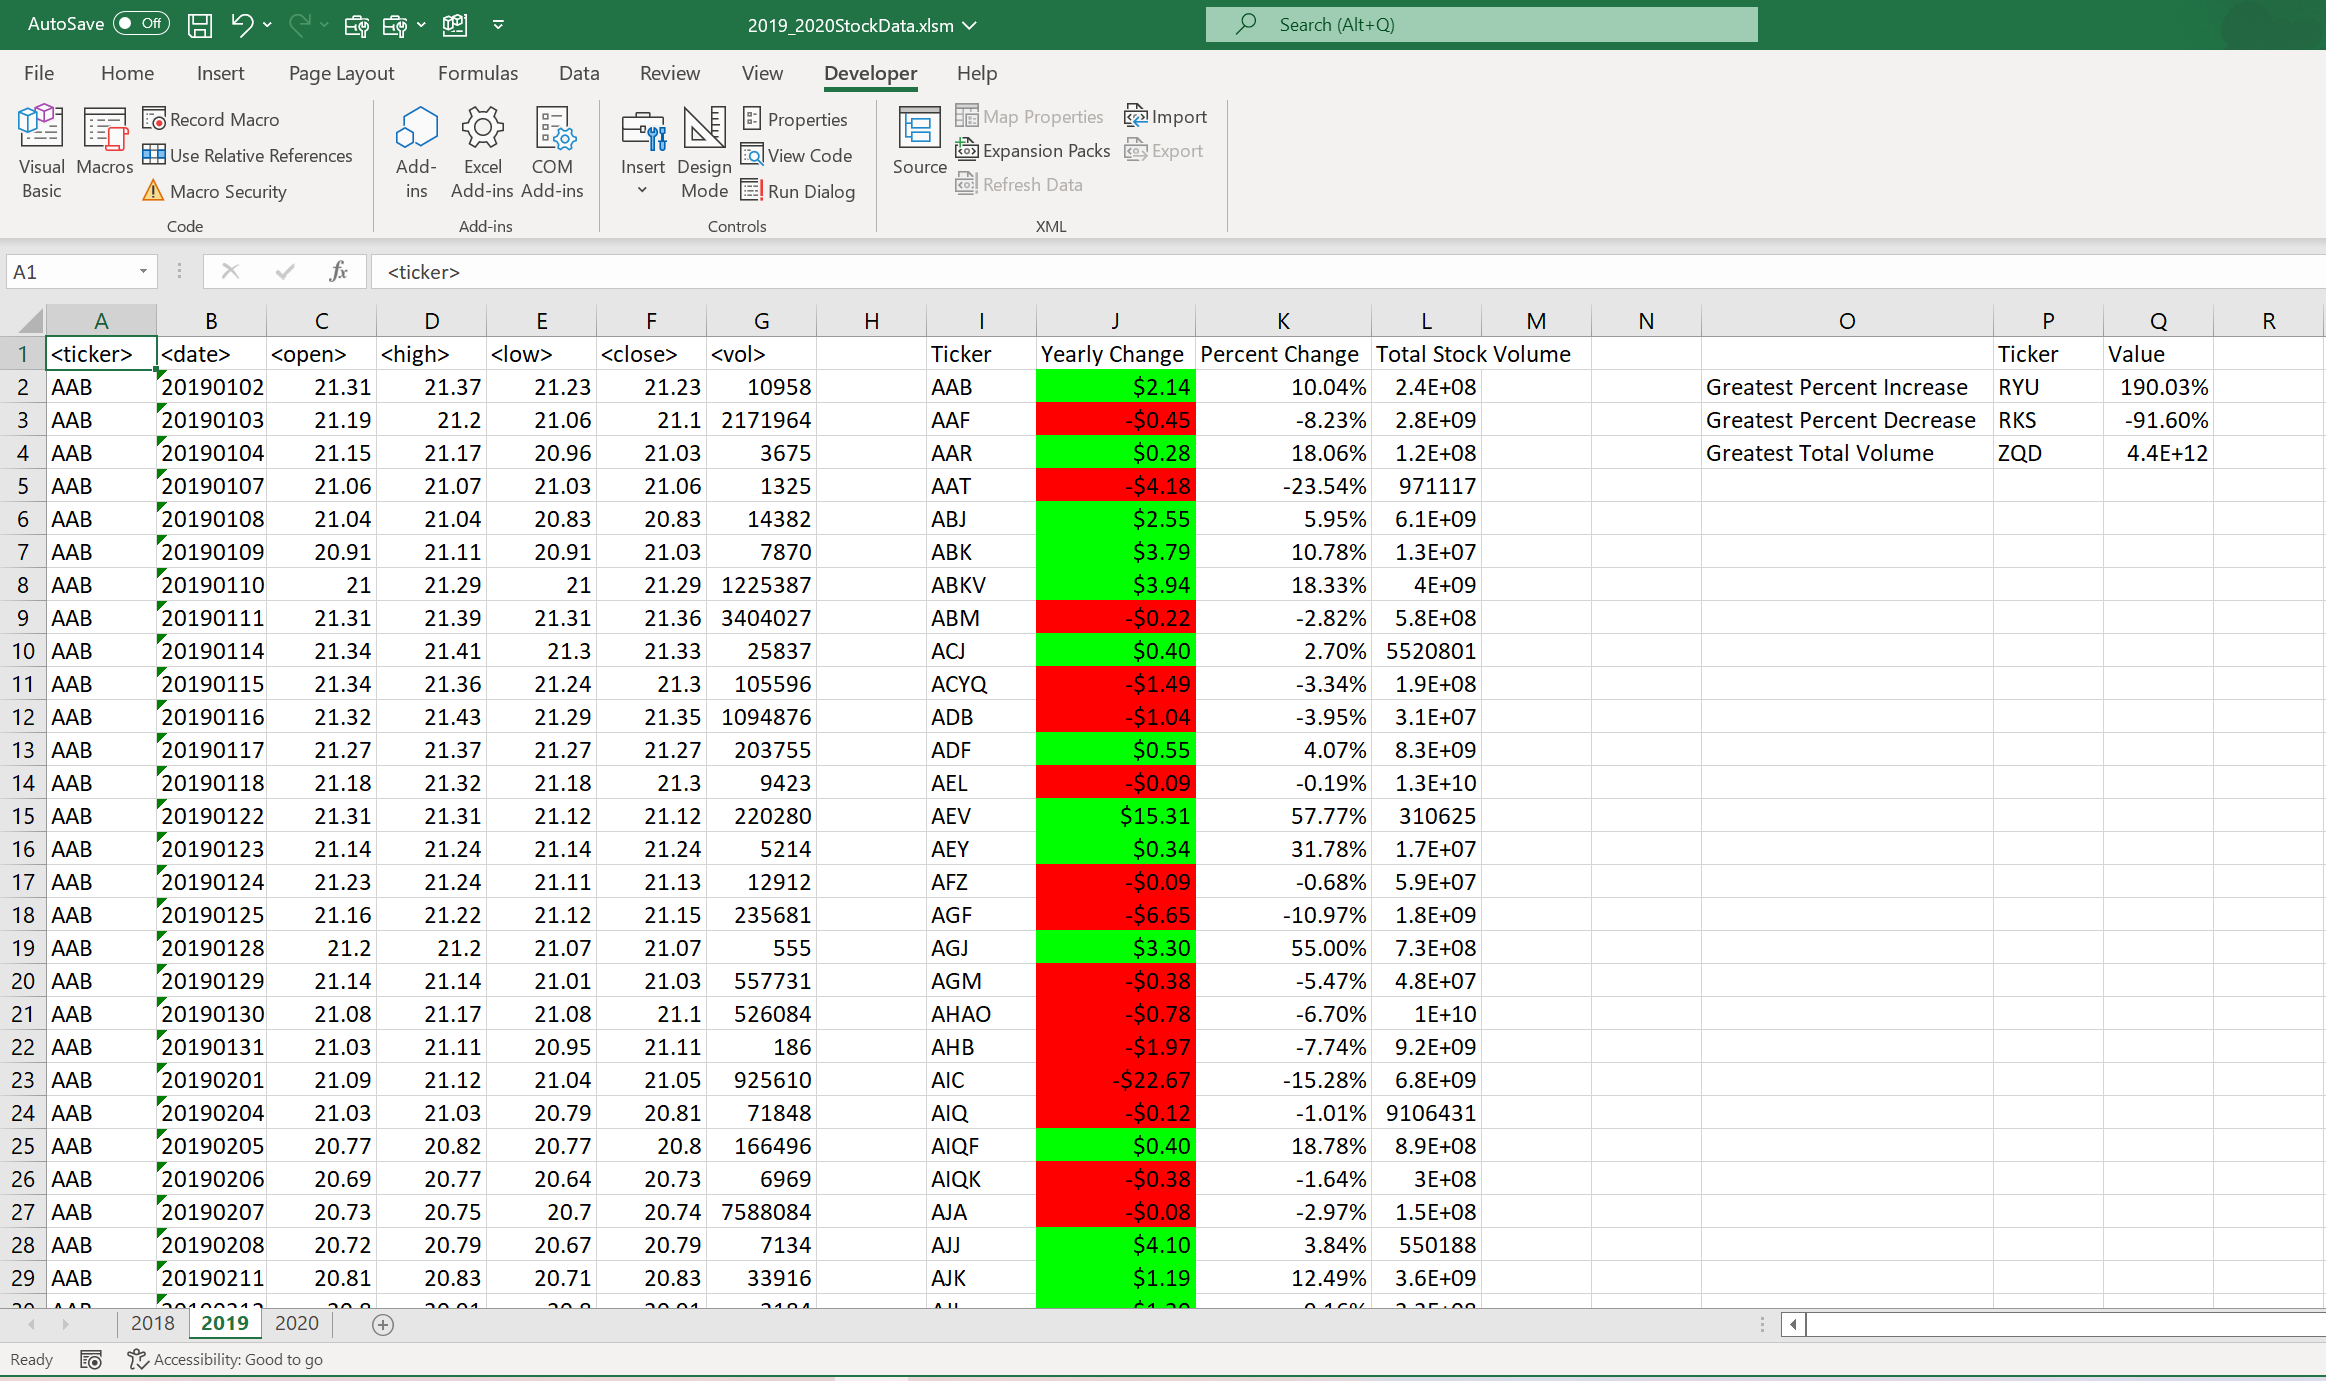 AutoSave Off 2019_2020StockData.xlsm Search (Alt+Q)
File Home Insert Page Layout Formulas Data Review View Developer Help
Visual Basic Macros Record Macro Use Relative References Macro Security Code
Add-ins Excel Add-ins COM Add-ins Add-ins
Insert Design Mode Properties View Code Run Dialog Controls
Source Map Properties Expansion Packs Refresh Data Import Export XML
A1 fx <ticker>
A B C D E F G H I J K L M N O P Q R
1 <ticker> <date> <open> <high> <low> <close> <vol> Ticker Yearly Change Percent Change Total Stock Volume Ticker Value
2 AAB 20190102 21.31 21.37 21.23 21.23 10958 AAB $2.14 10.04% 2.4E+08 Greatest Percent Increase RYU 190.03%
3 AAB 20190103 21.19 21.2 21.06 21.1 2171964 AAF -$0.45 -8.23% 2.8E+09 Greatest Percent Decrease RKS -91.60%
4 AAB 20190104 21.15 21.17 20.96 21.03 3675 AAR $0.28 18.06% 1.2E+08 Greatest Total Volume ZQD 4.4E+12
5 AAB 20190107 21.06 21.07 21.03 21.06 1325 AAT -$4.18 -23.54% 971117
6 AAB 20190108 21.04 21.04 20.83 20.83 14382 ABJ $2.55 5.95% 6.1E+09
7 AAB 20190109 20.91 21.11 20.91 21.03 7870 ABK $3.79 10.78% 1.3E+07
8 AAB 20190110 21 21.29 21 21.29 1225387 ABKV $3.94 18.33% 4E+09
9 AAB 20190111 21.31 21.39 21.31 21.36 3404027 ABM -$0.22 -2.82% 5.8E+08
10 AAB 20190114 21.34 21.41 21.3 21.33 25837 ACJ $0.40 2.70% 5520801
11 AAB 20190115 21.34 21.36 21.24 21.3 105596 ACYQ -$1.49 -3.34% 1.9E+08
12 AAB 20190116 21.32 21.43 21.29 21.35 1094876 ADB -$1.04 -3.95% 3.1E+07
13 AAB 20190117 21.27 21.37 21.27 21.27 203755 ADF $0.55 4.07% 8.3E+09
14 AAB 20190118 21.18 21.32 21.18 21.3 9423 AEL -$0.09 -0.19% 1.3E+10
15 AAB 20190122 21.31 21.31 21.12 21.12 220280 AEV $15.31 57.77% 310625
16 AAB 20190123 21.14 21.24 21.14 21.24 5214 AEY $0.34 31.78% 1.7E+07
17 AAB 20190124 21.23 21.24 21.11 21.13 12912 AFZ -$0.09 -0.68% 5.9E+07
18 AAB 20190125 21.16 21.22 21.12 21.15 235681 AGF -$6.65 -10.97% 1.8E+09
19 AAB 20190128 21.2 21.2 21.07 21.07 555 AGJ $3.30 55.00% 7.3E+08
20 AAB 20190129 21.14 21.14 21.01 21.03 557731 AGM -$0.38 -5.47% 4.8E+07
21 AAB 20190130 21.08 21.17 21.08 21.1 526084 AHAO -$0.78 -6.70% 1E+10
22 AAB 20190131 21.03 21.11 20.95 21.11 186 AHB -$1.97 -7.74% 9.2E+09
23 AAB 20190201 21.09 21.12 21.04 21.05 925610 AIC -$22.67 -15.28% 6.8E+09
24 AAB 20190204 21.03 21.03 20.79 20.81 71848 AIQ -$0.12 -1.01% 9106431
25 AAB 20190205 20.77 20.82 20.77 20.8 166496 AIQF $0.40 18.78% 8.9E+08
26 AAB 20190206 20.69 20.77 20.64 20.73 6969 AIQK -$0.38 -1.64% 3E+08
27 AAB 20190207 20.73 20.75 20.7 20.74 7588084 AJA -$0.08 -2.97% 1.5E+08
28 AAB 20190208 20.72 20.79 20.67 20.79 7134 AJJ $4.10 3.84% 550188
29 AAB 20190211 20.81 20.83 20.71 20.83 33916 AJK $1.19 12.49% 3.6E+09
2018 2019 2020
Ready Accessibility: Good to go